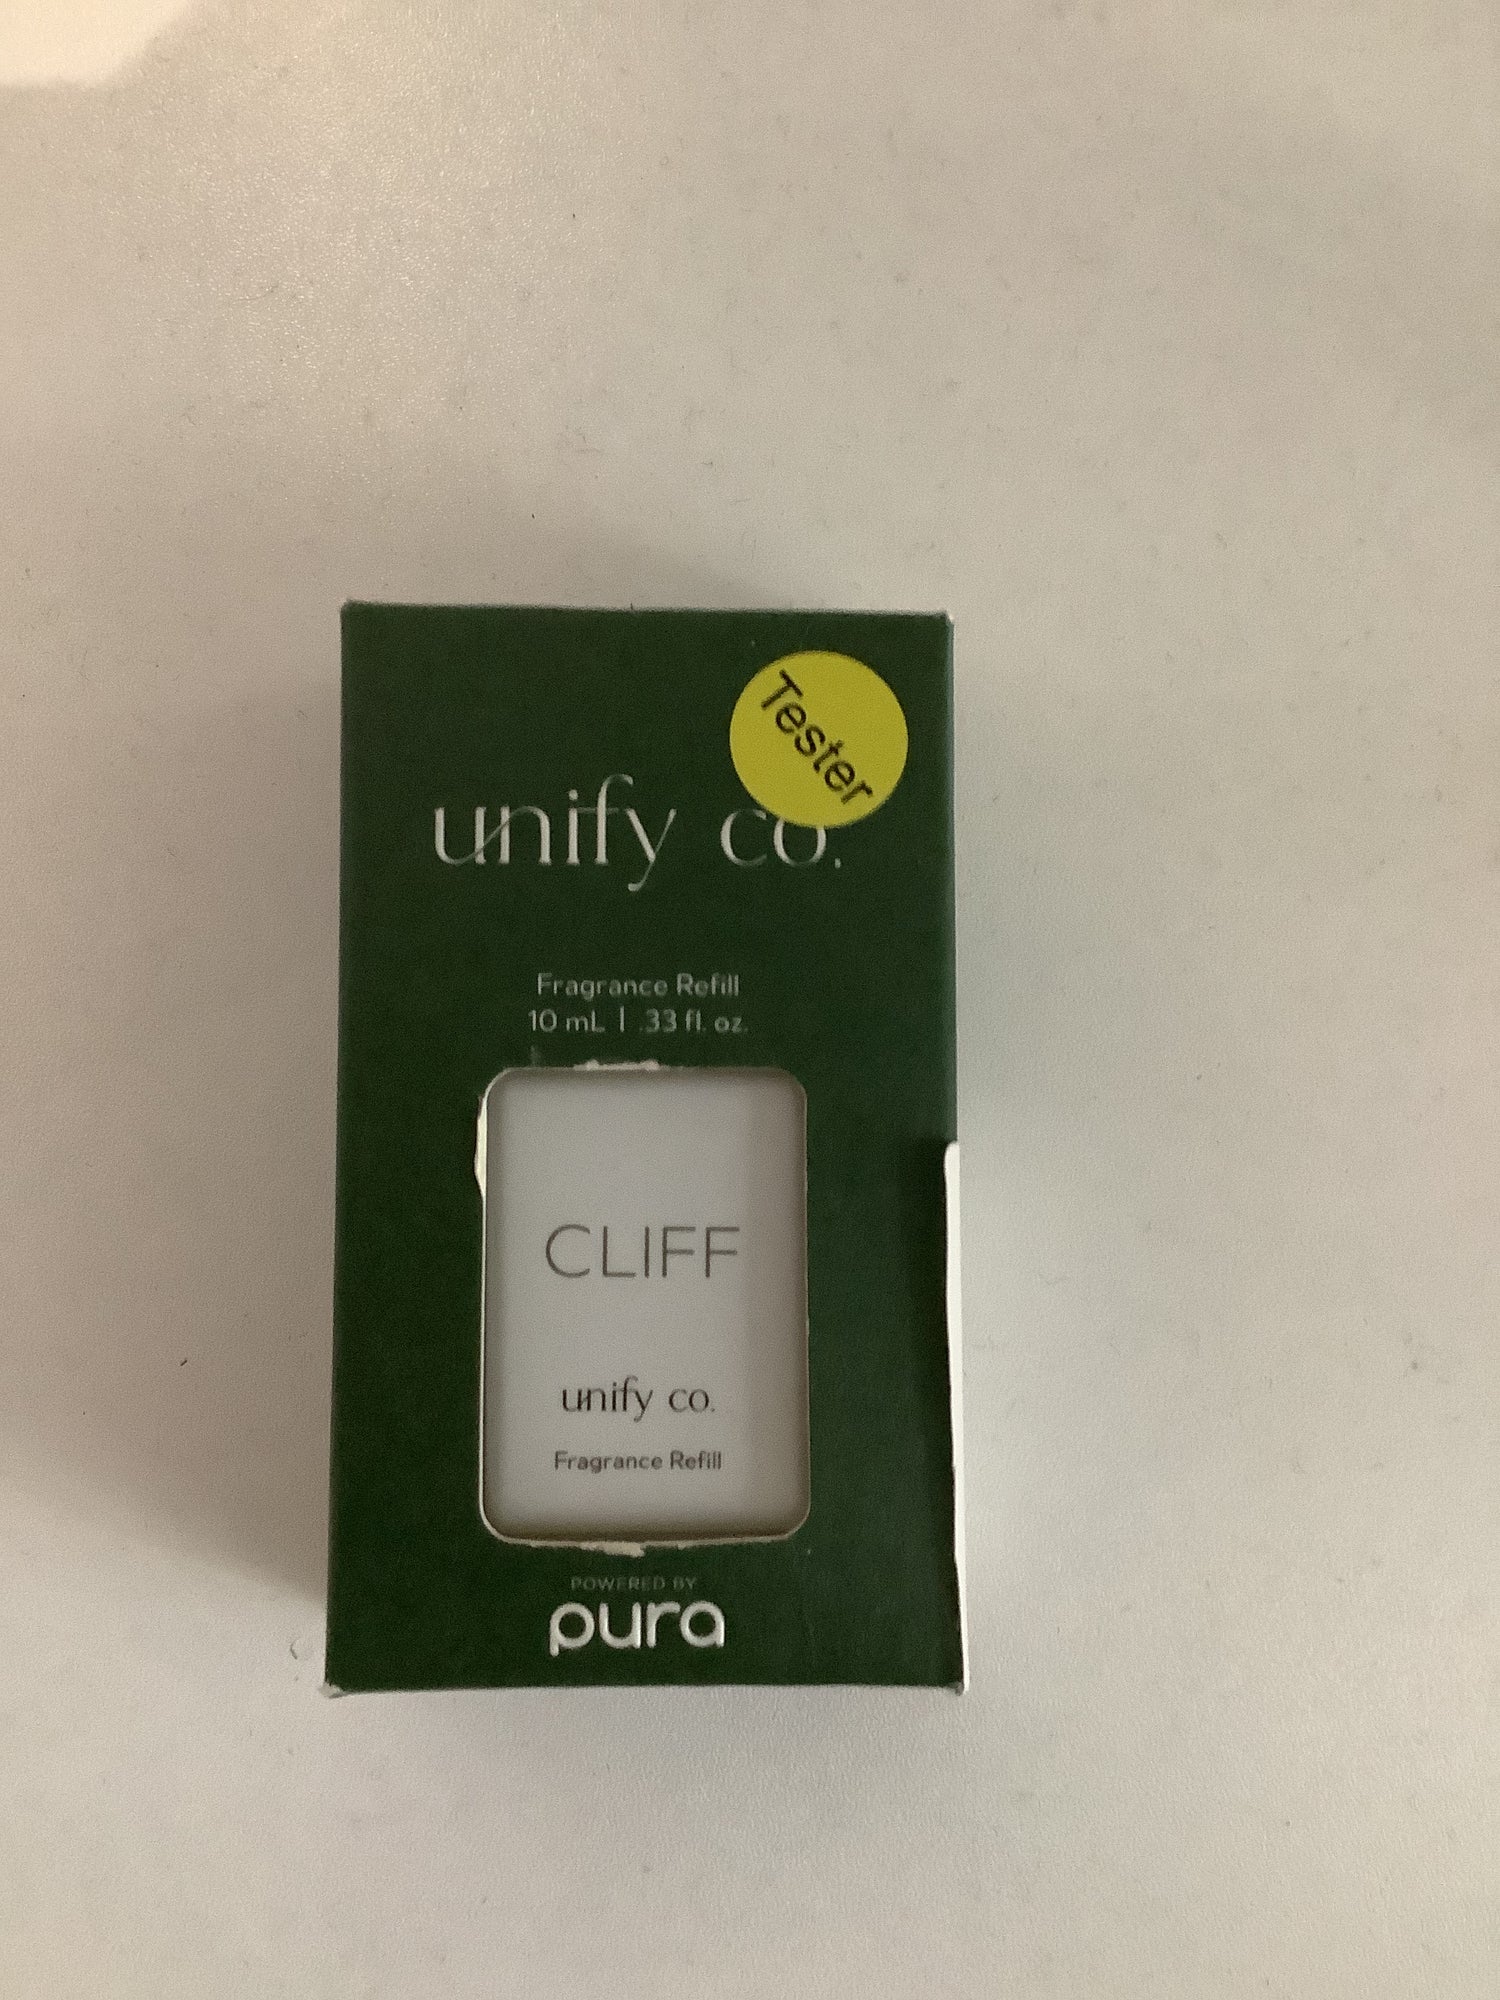 Tester
unify co.
Fragrance Refill
10 mL | .33 fl. oz.
CLIFF
unify co.
Fragrance Refill
POWERED BY
pura